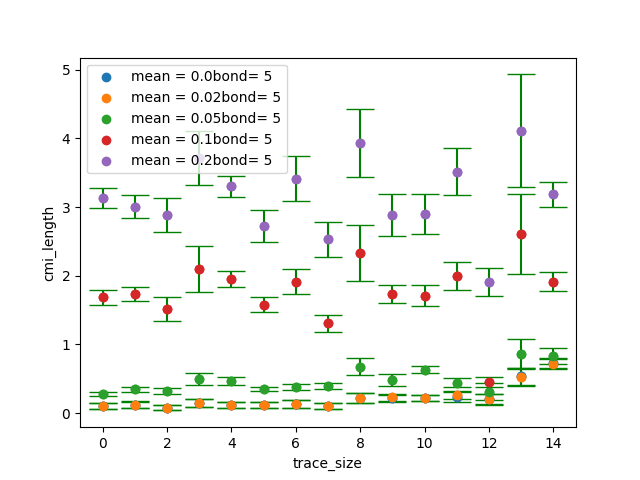 mean = 0.0bond= 5
mean = 0.02bond= 5
mean = 0.05bond= 5
mean = 0.1bond= 5
mean = 0.2bond= 5
5
4
3
2
1
0
cmi_length
0 2 4 6 8 10 12 14
trace_size